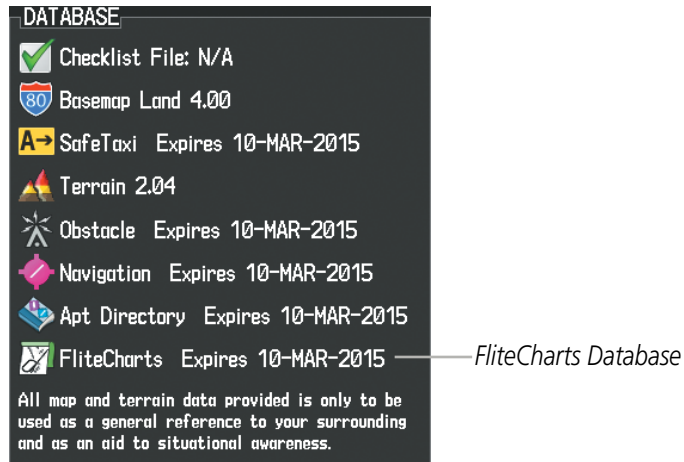 DATABASE
Checklist File: N/A
80 Basemap Land 4.00
A→ SafeTaxi Expires 10-MAR-2015
Terrain 2.04
Obstacle Expires 10-MAR-2015
Navigation Expires 10-MAR-2015
Apt Directory Expires 10-MAR-2015
FliteCharts Expires 10-MAR-2015 FliteCharts Database
All map and terrain data provided is only to be
used as a general reference to your surrounding
and as an aid to situational awareness.